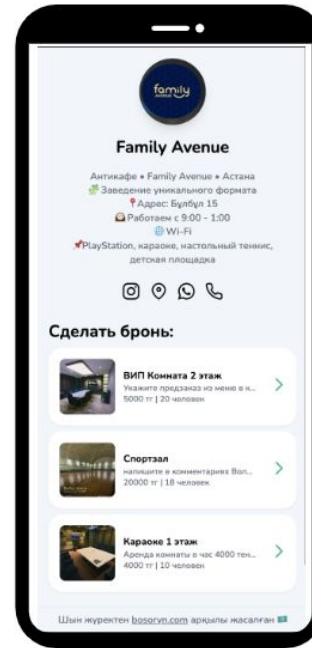 family
AVENUE
Family Avenue
Антикафе • Family Avenue • Астана
🧩Заведение уникального формата
📍Адрес: Бұлбұл 15
🕰Работаем с 9:00 - 1:00
🌐Wi-Fi
📌PlayStation, караоке, настольный теннис,
детская площадка
Сделать бронь:
ВИП Комната 2 этаж
Укажите предзаказ из меню в к...
5000 тг | 20 человек
Спортзал
напишите в комментариях Вол...
20000 тг | 18 человек
Караоке 1 этаж
Аренда комнаты в час 4000 тен...
4000 тг | 10 человек
Шын жүректен bosoryn.com арқылы жасалған